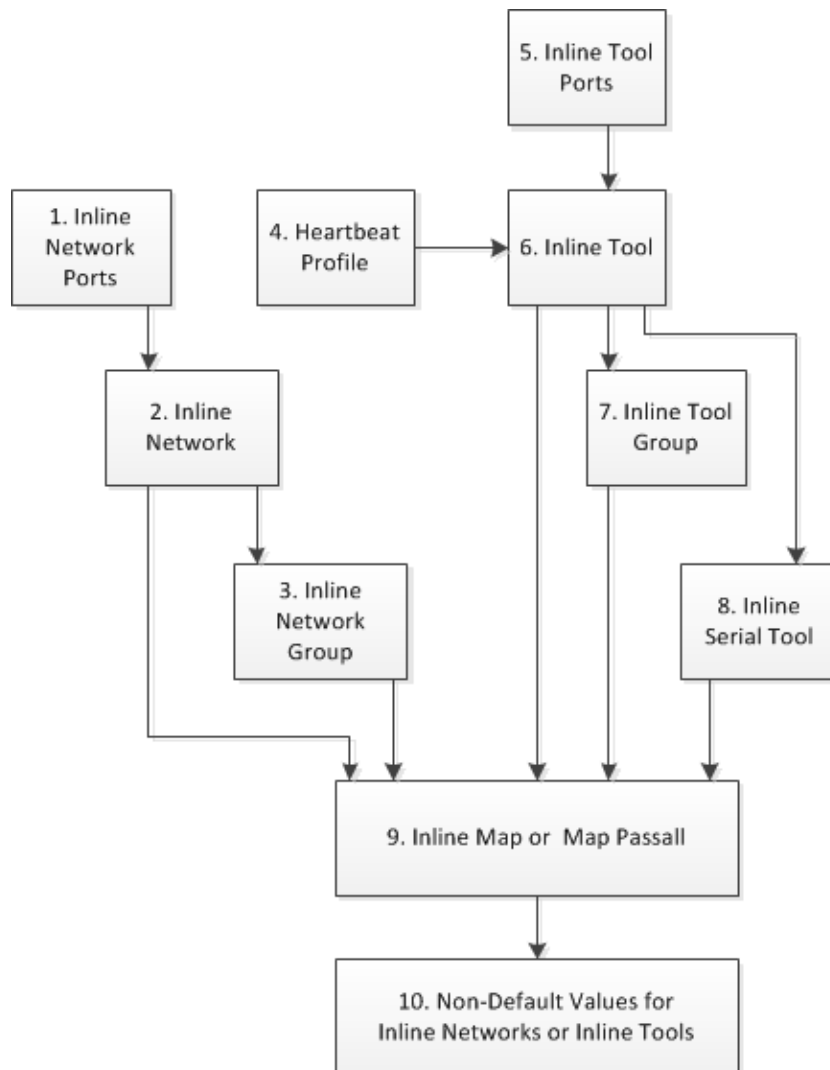 5. Inline Tool
Ports
1. Inline
Network
Ports
4. Heartbeat
Profile
6. Inline Tool
2. Inline
Network
7. Inline Tool
Group
3. Inline
Network
Group
8. Inline
Serial Tool
9. Inline Map or  Map Passall
10. Non-Default Values for
Inline Networks or Inline Tools